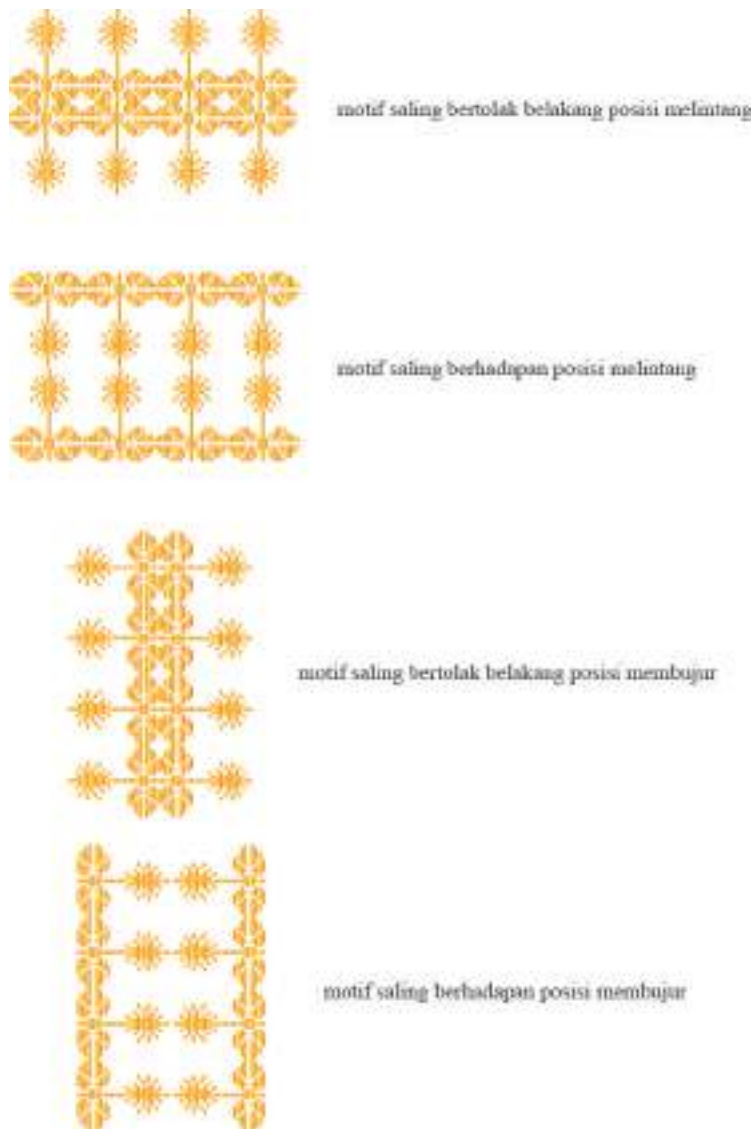 motif saling bertolak belakang posisi melintang
motif saling berhadapan posisi melintang
motif saling bertolak belakang posisi membujur
motif saling berhadapan posisi membujur